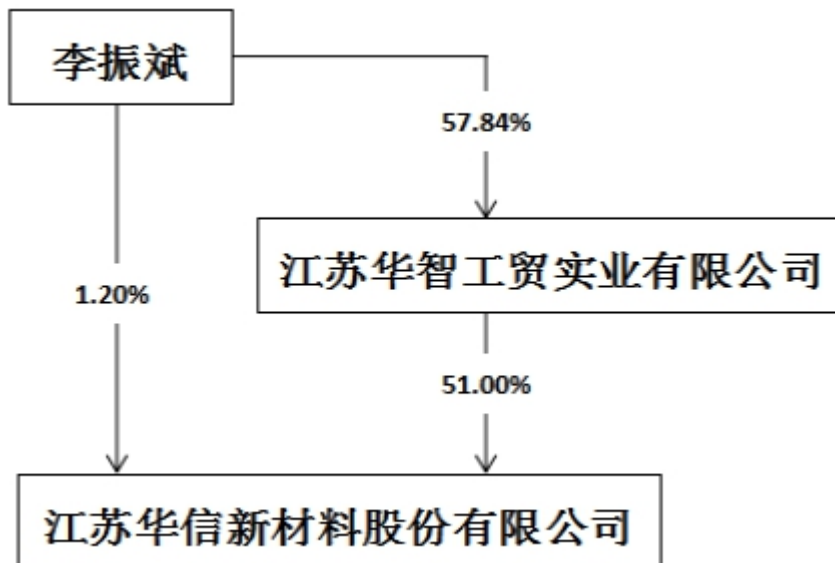 李振斌
57.84%
江苏华智工贸实业有限公司
1.20%
51.00%
江苏华信新材料股份有限公司